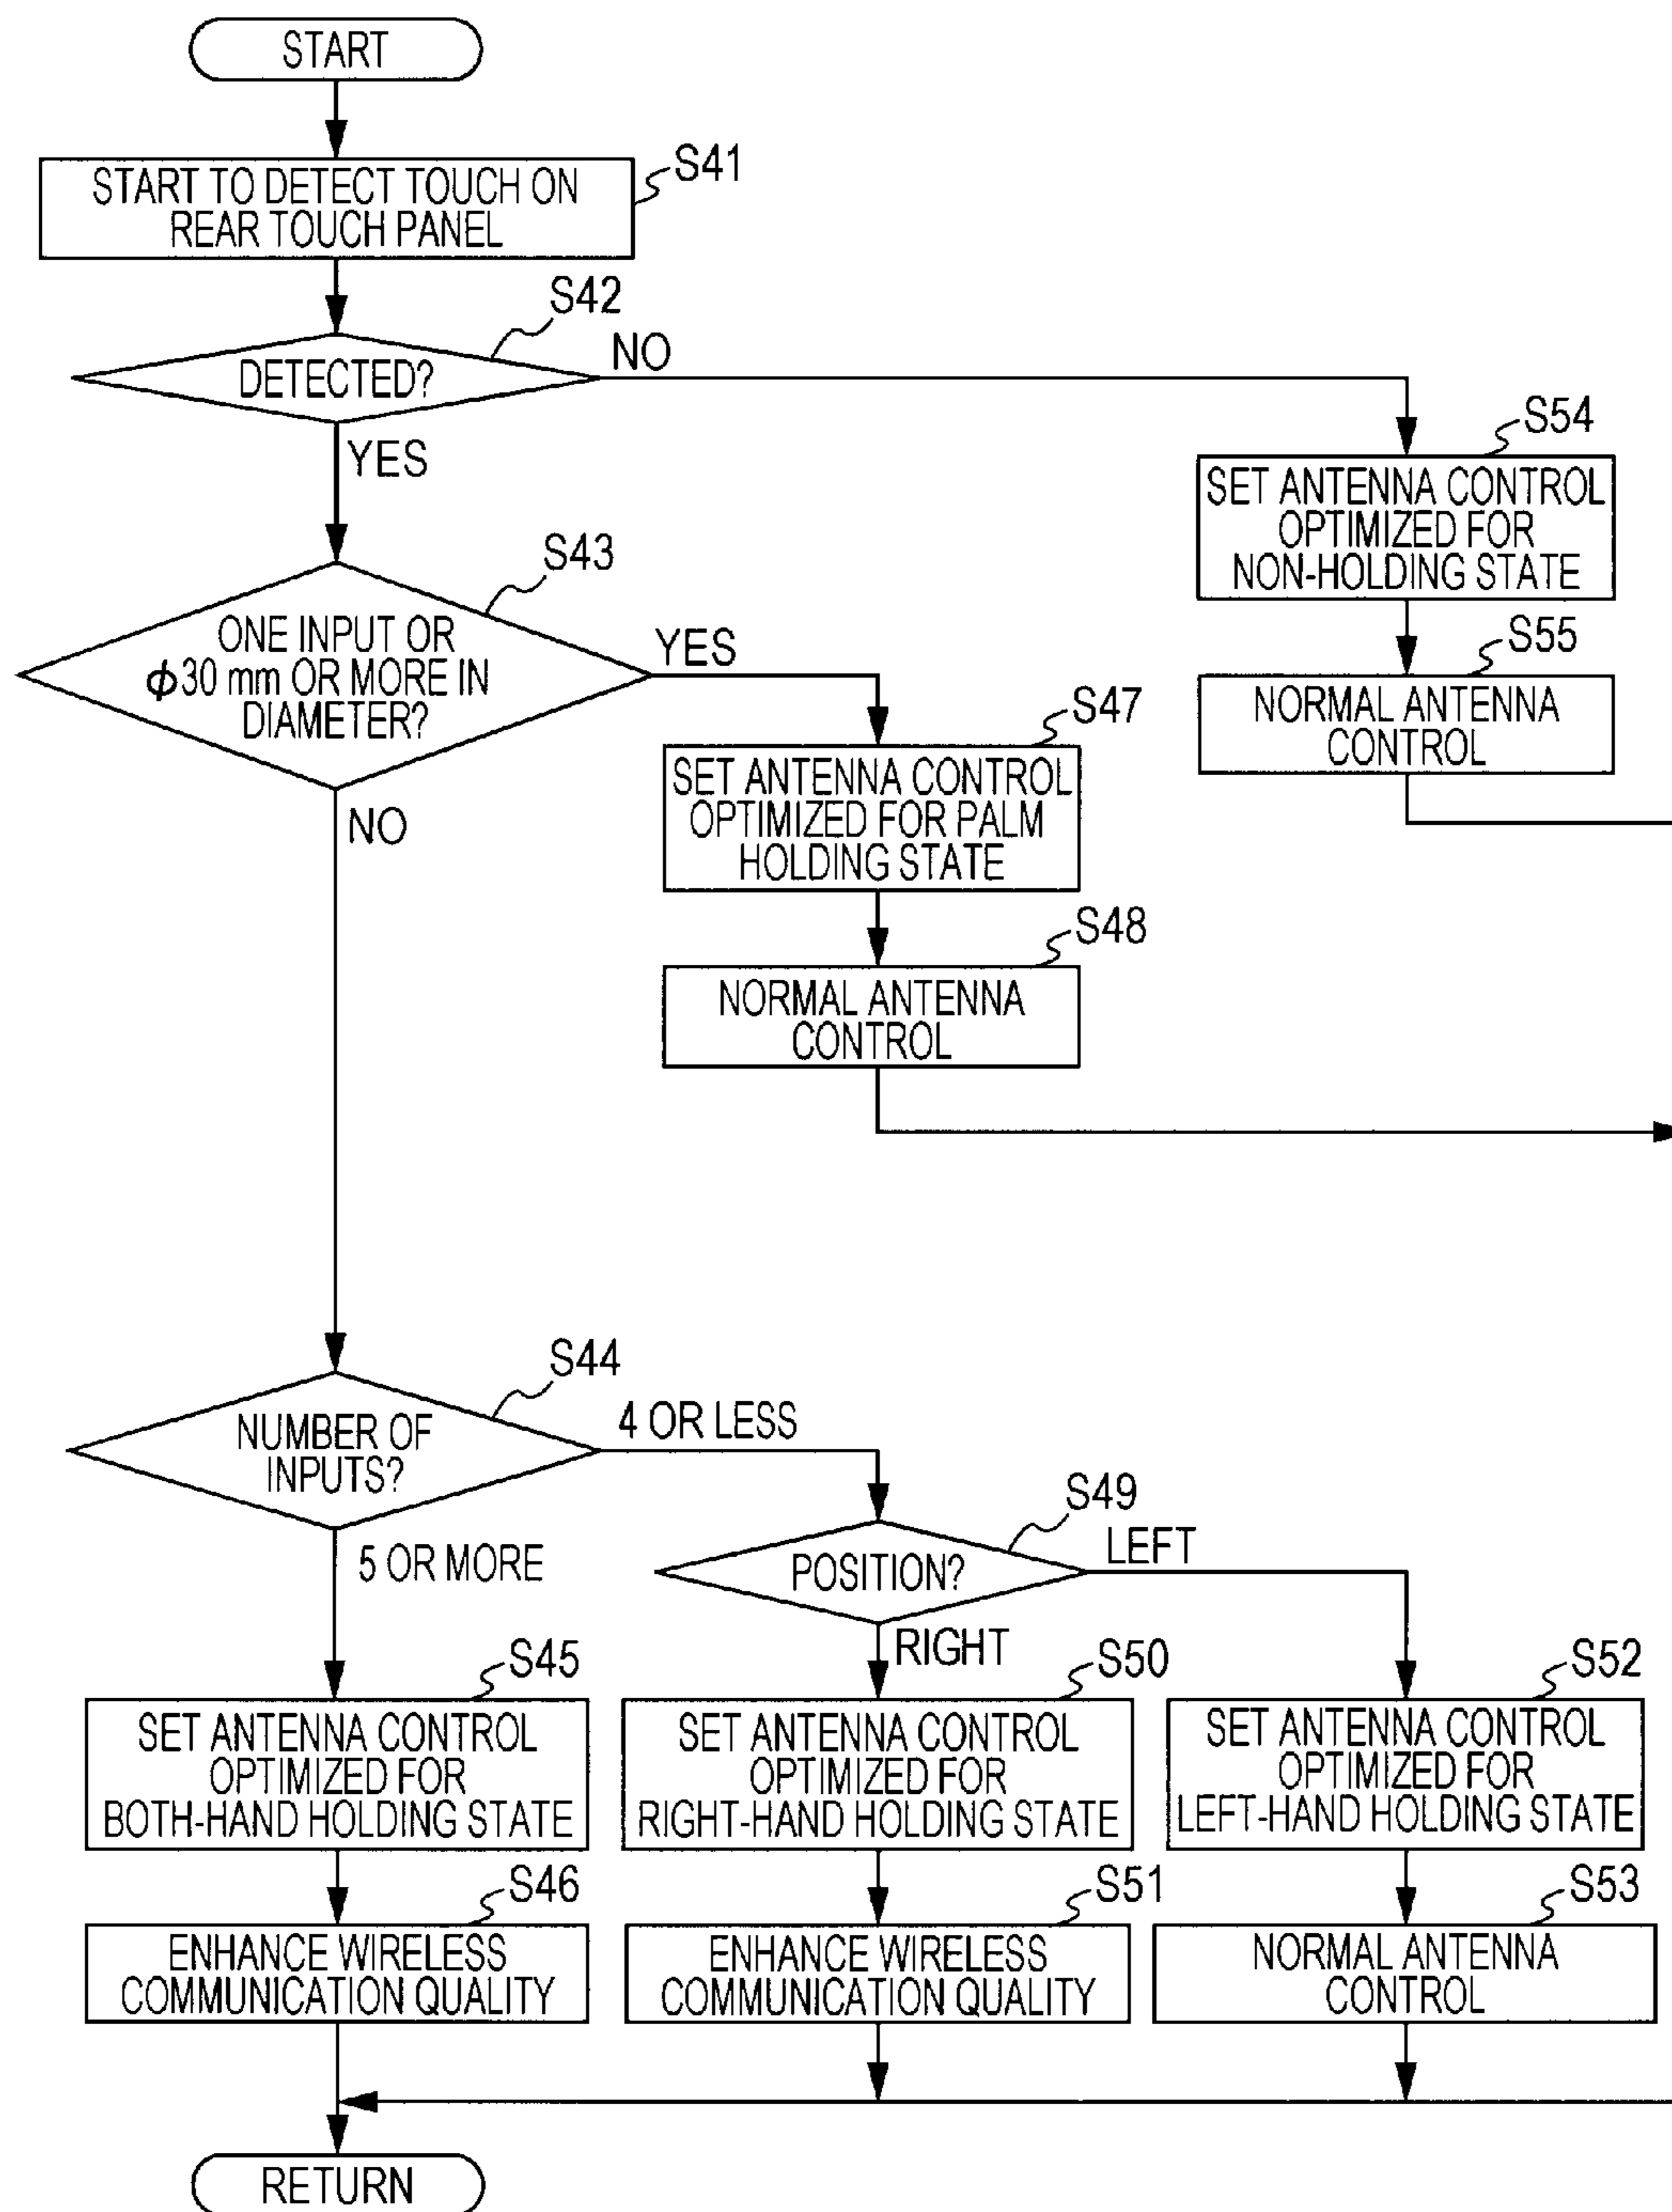 START
S41
START TO DETECT TOUCH ON
REAR TOUCH PANEL
S42
DETECTED?
NO
YES
S54
SET ANTENNA CONTROL
OPTIMIZED FOR
NON-HOLDING STATE
S55
NORMAL ANTENNA
CONTROL
S43
ONE INPUT OR
ϕ30 mm OR MORE IN
DIAMETER?
YES
NO
S47
SET ANTENNA CONTROL
OPTIMIZED FOR PALM
HOLDING STATE
S48
NORMAL ANTENNA
CONTROL
S44
NUMBER OF
INPUTS?
4 OR LESS
5 OR MORE
S49
POSITION?
LEFT
RIGHT
S45
SET ANTENNA CONTROL
OPTIMIZED FOR
BOTH-HAND HOLDING STATE
S46
ENHANCE WIRELESS
COMMUNICATION QUALITY
S50
SET ANTENNA CONTROL
OPTIMIZED FOR
RIGHT-HAND HOLDING STATE
S51
ENHANCE WIRELESS
COMMUNICATION QUALITY
S52
SET ANTENNA CONTROL
OPTIMIZED FOR
LEFT-HAND HOLDING STATE
S53
NORMAL ANTENNA
CONTROL
RETURN